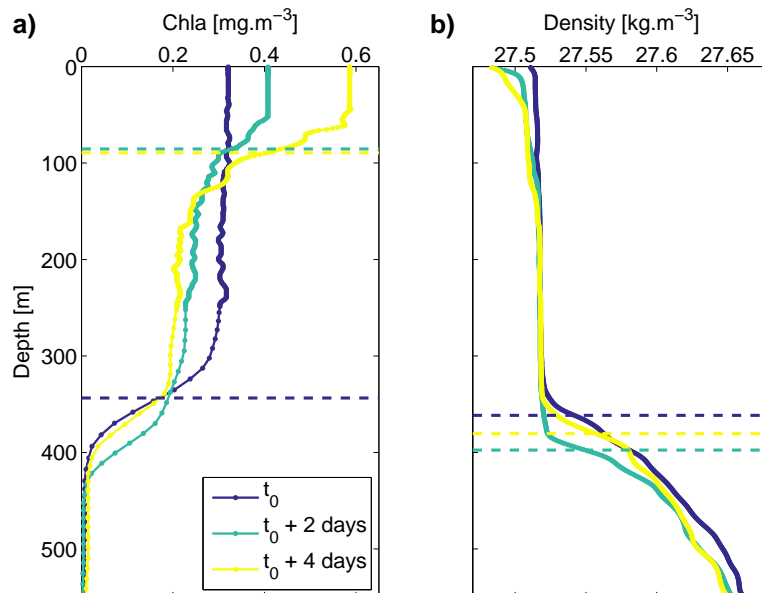 a)
Chla [mg.m⁻³]
0 0.2 0.4 0.6
0
100
200
300
400
500
Depth [m]
t₀
t₀ + 2 days
t₀ + 4 days
b)
Density [kg.m⁻³]
27.5 27.55 27.6 27.65